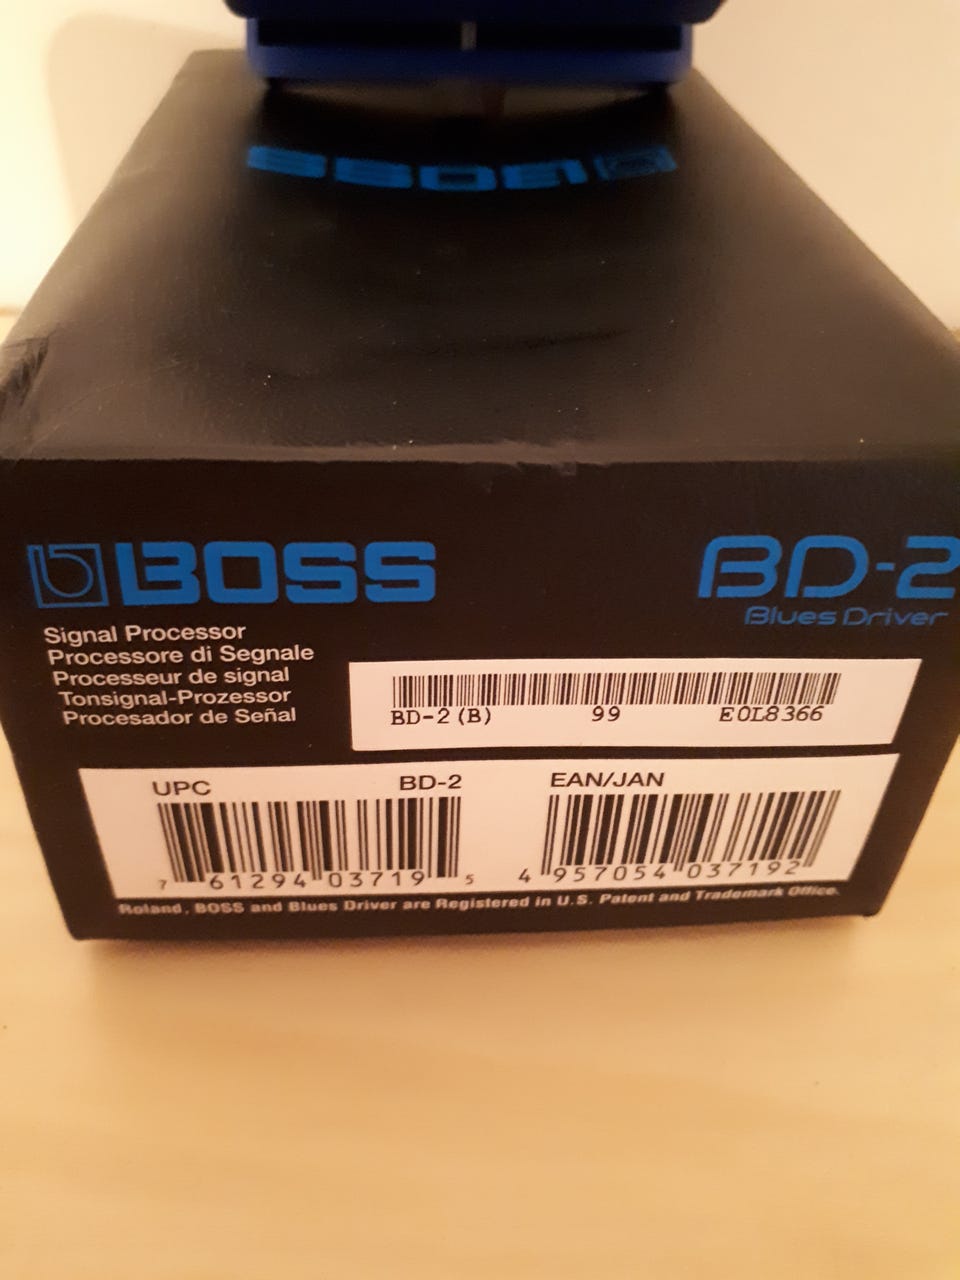 BOSS
BOSS
BD-2
Blues Driver
Signal Processor
Processore di Segnale
Processeur de signal
Tonsignal-Prozessor
Procesador de Señal
BD-2(B) 99 E0L8366
UPC BD-2
7 61294 03719 5
EAN/JAN
4 957054 037192
Roland, BOSS and Blues Driver are Registered in U.S. Patent and Trademark Office.